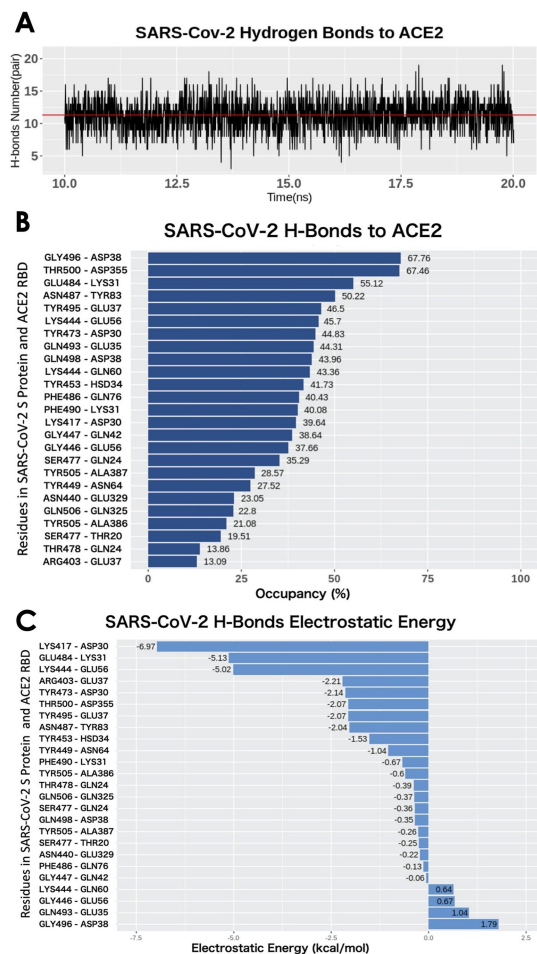 A
SARS-Cov-2 Hydrogen Bonds to ACE2
H-bonds Number(pair)
20
15
10
5
10.0 12.5 15.0 17.5 20.0
Time(ns)
B
SARS-CoV-2 H-Bonds to ACE2
Residues in SARS-CoV-2 S Protein and ACE2 RBD
GLY496 - ASP38 67.76
THR500 - ASP355 67.46
GLU484 - LYS31 55.12
ASN487 - TYR83 50.22
TYR495 - GLU37 46.5
LYS444 - GLU56 45.7
TYR473 - ASP30 44.83
GLN493 - GLU35 44.31
GLN498 - ASP38 43.96
LYS444 - GLN60 43.36
TYR453 - HSD34 41.73
PHE486 - GLN76 40.43
PHE490 - LYS31 40.08
LYS417 - ASP30 39.64
GLY447 - GLN42 38.64
GLY446 - GLU56 37.66
SER477 - GLN24 35.29
TYR505 - ALA387 28.57
TYR449 - ASN64 27.52
ASN440 - GLU329 23.05
GLN506 - GLN325 22.8
TYR505 - ALA386 21.08
SER477 - THR20 19.51
THR478 - GLN24 13.86
ARG403 - GLU37 13.09
0 25 50 75 100
Occupancy (%)
C
SARS-CoV-2 H-Bonds Electrostatic Energy
Residues in SARS-CoV-2 S Protein and ACE2 RBD
LYS417 - ASP30 -6.97
GLU484 - LYS31 -5.13
LYS444 - GLU56 -5.02
ARG403 - GLU37 -2.21
TYR473 - ASP30 -2.14
THR500 - ASP355 -2.07
TYR495 - GLU37 -2.07
ASN487 - TYR83 -2.04
TYR453 - HSD34 -1.53
TYR449 - ASN64 -1.04
PHE490 - LYS31 -0.67
TYR505 - ALA386 -0.6
THR478 - GLN24 -0.39
GLN506 - GLN325 -0.37
SER477 - GLN24 -0.36
GLN498 - ASP38 -0.35
TYR505 - ALA387 -0.26
SER477 - THR20 -0.25
ASN440 - GLU329 -0.22
PHE486 - GLN76 -0.13
GLY447 - GLN42 -0.06
LYS444 - GLN60 0.64
GLY446 - GLU56 0.67
GLN493 - GLU35 1.04
GLY496 - ASP38 1.79
-7.5 -5.0 -2.5 0.0 2.5
Electrostatic Energy (kcal/mol)